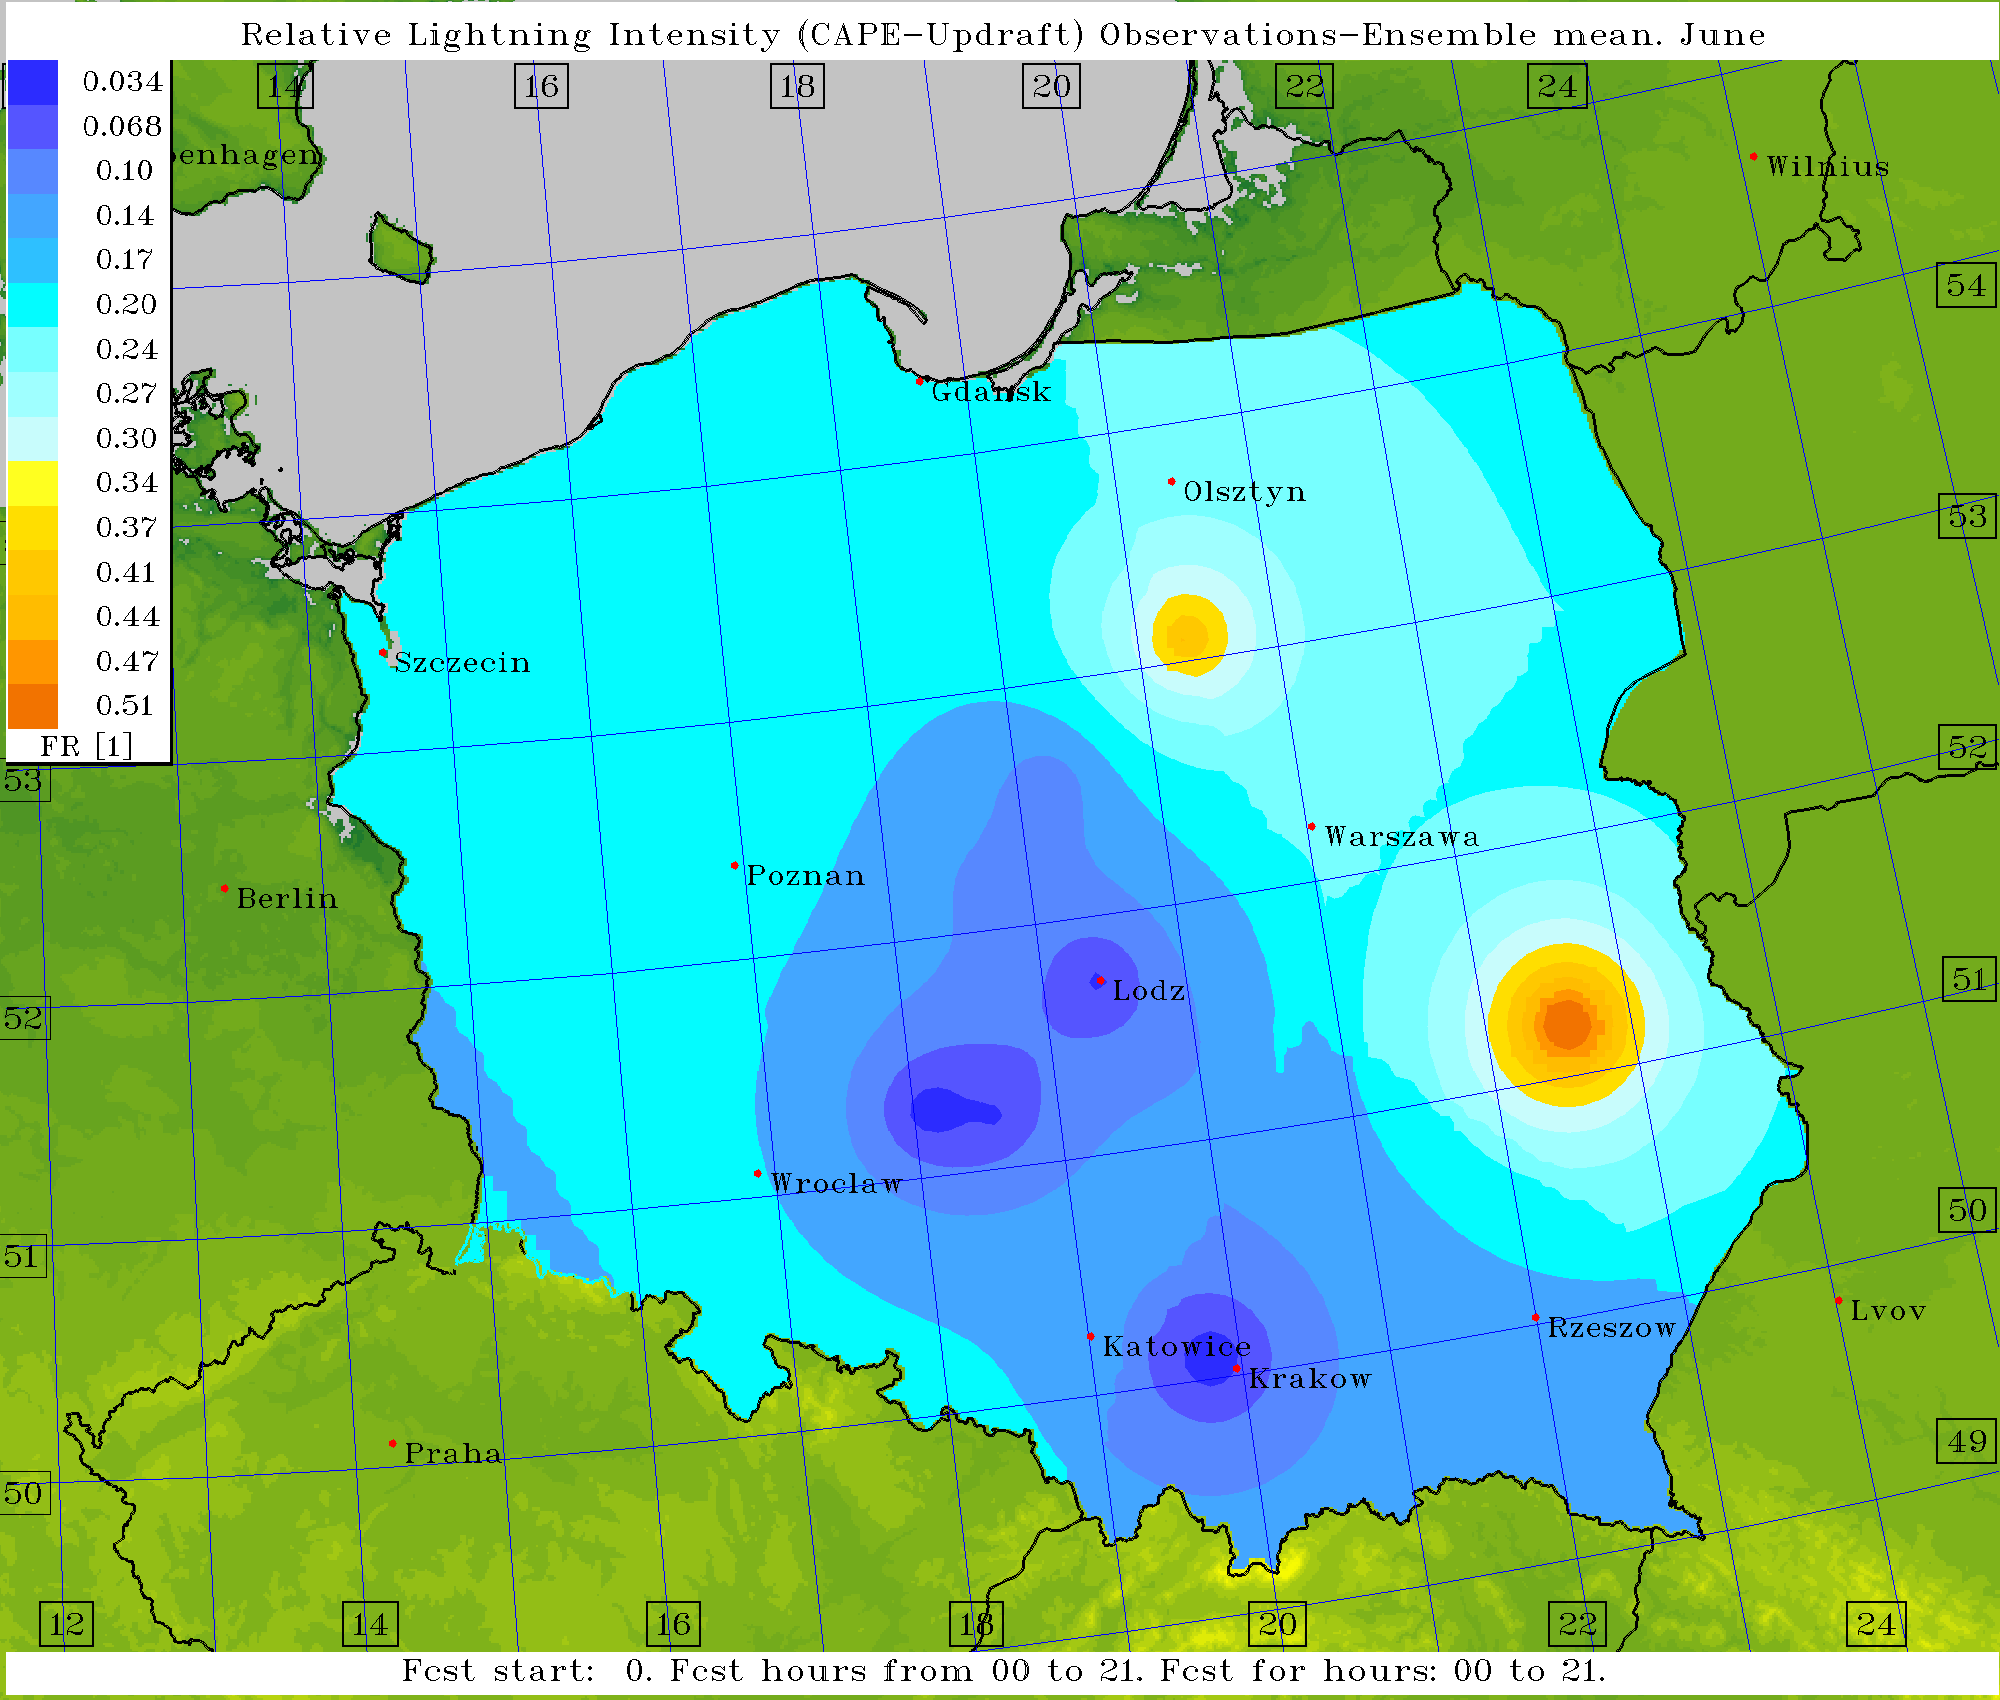 Relative Lightning Intensity (CAPE-Updraft) Observations-Ensemble mean. June
14 16 18 20 22 24
0.034
0.068
0.10
0.14
0.17
0.20
0.24
0.27
0.30
0.34
0.37
0.41
0.44
0.47
0.51
FR [1]
penhagen
Wilnius
54
Gdansk
Olsztyn
53
Szczecin
52
53
Warszawa
Poznan
Berlin
51
Lodz
52
Wroclaw
50
51
Lvov
Rzeszow
Katowice
Krakow
49
Praha
50
12 14 16 18 20 22 24
Fcst start: 0. Fcst hours from 00 to 21. Fcst for hours: 00 to 21.